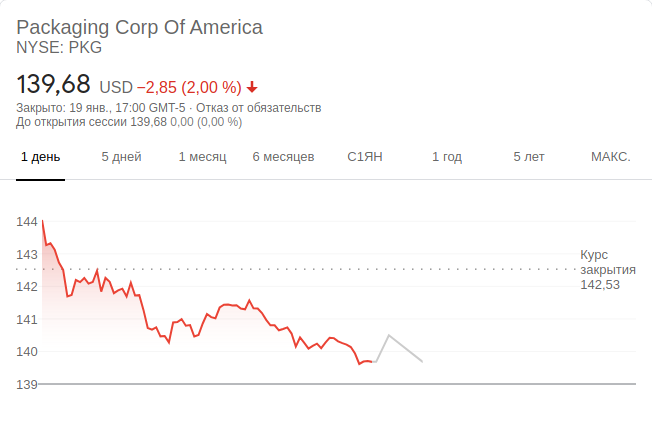 Packaging Corp Of America
NYSE: PKG
139,68 USD −2,85 (2,00 %)
Закрыто: 19 янв., 17:00 GMT-5 · Отказ от обязательств
До открытия сессии 139,68 0,00 (0,00 %)
1 день 5 дней 1 месяц 6 месяцев С1ЯН 1 год 5 лет МАКС.
144
143
142
141
140
139
Курс
закрытия
142,53